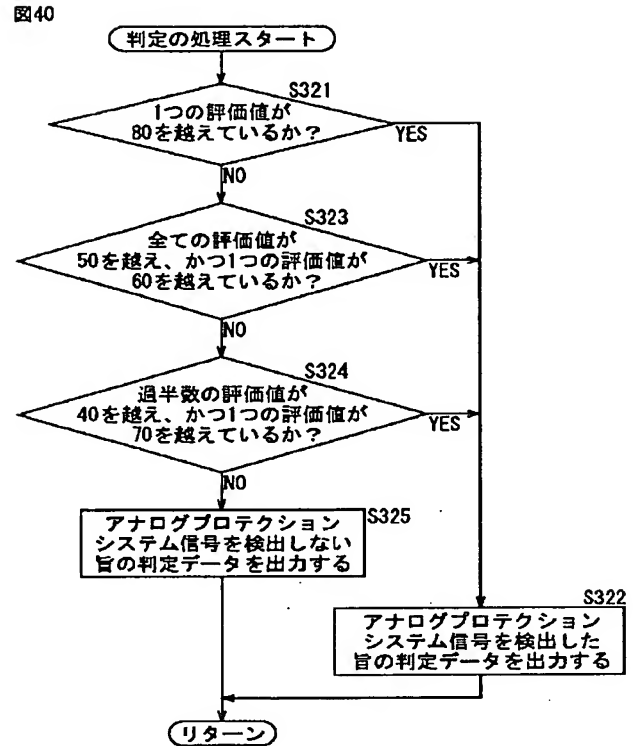 図40
判定の処理スタート
S321
1つの評価値が
80を越えているか？
YES
NO
S323
全ての評価値が
50を越え、かつ1つの評価値が
60を越えているか？
YES
NO
S324
過半数の評価値が
40を越え、かつ1つの評価値が
70を越えているか？
YES
NO
S325
アナログプロテクション
システム信号を検出しない
旨の判定データを出力する
S322
アナログプロテクション
システム信号を検出した
旨の判定データを出力する
リターン